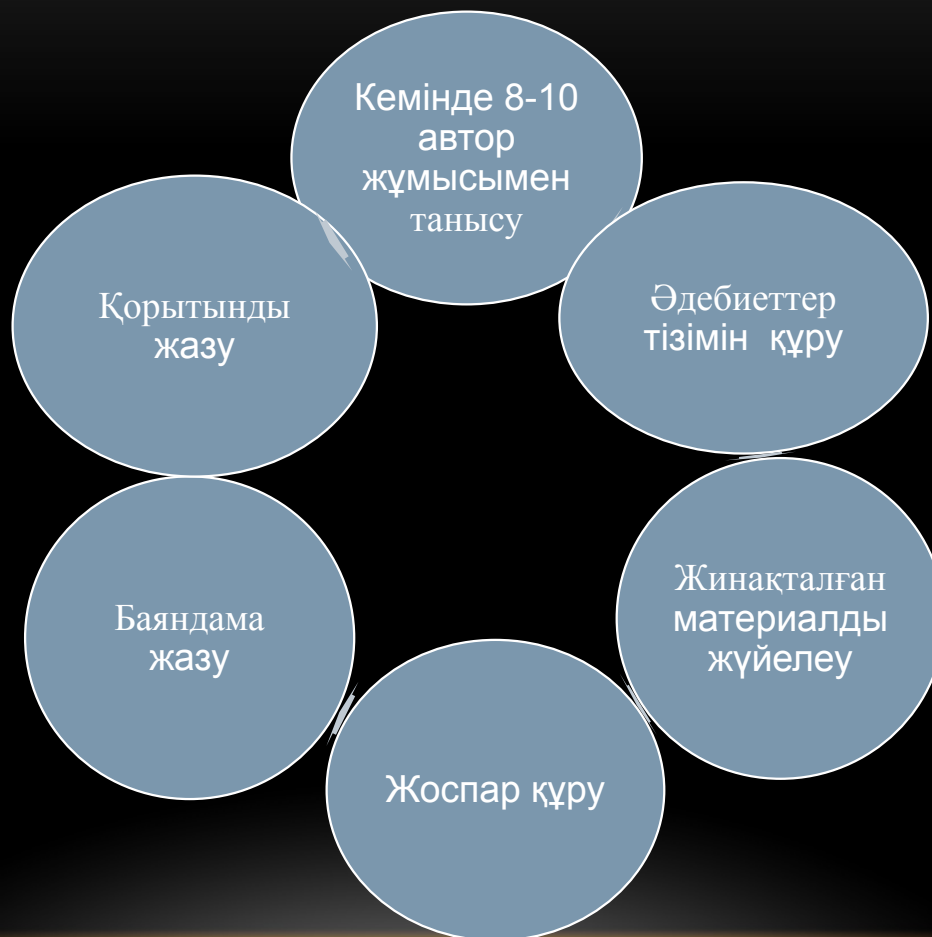 Кемінде 8-10
автор
жұмысымен
танысу
Әдебиеттер
тізімін құру
Жинақталған
материалды
жүйелеу
Жоспар құру
Баяндама
жазу
Қорытынды
жазу